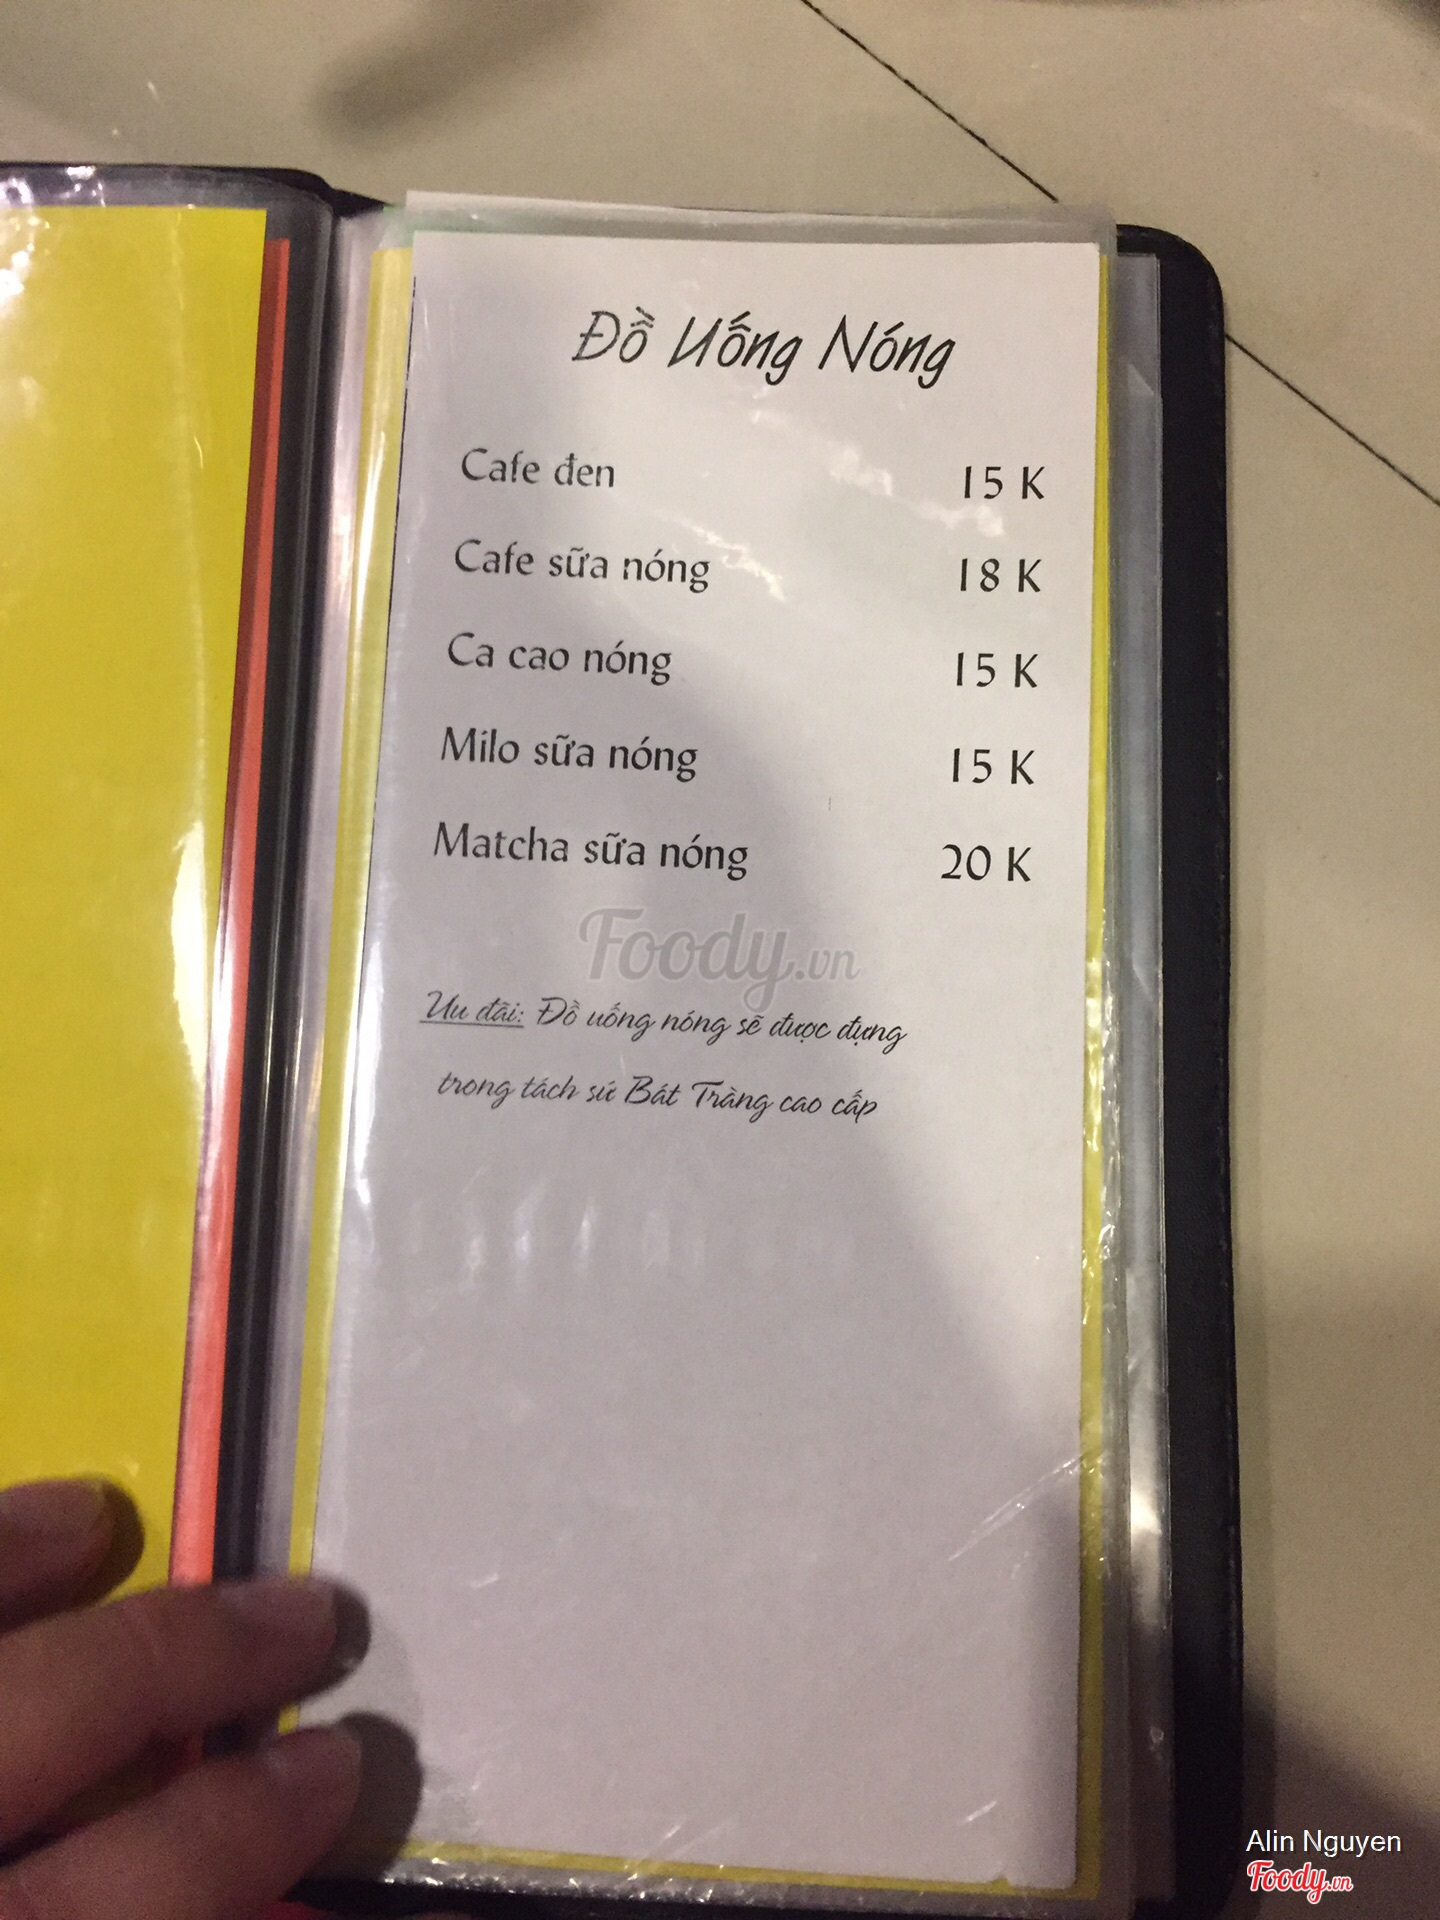 Đồ Uống Nóng
Cafe đen 15 K
Cafe sữa nóng 18 K
Ca cao nóng 15 K
Milo sữa nóng 15 K
Matcha sữa nóng 20 K
Foody.vn
Ưu đãi: Đồ uống nóng sẽ được đựng
trong tách sứ Bát Tràng cao cấp
Alin Nguyen
Foody.vn